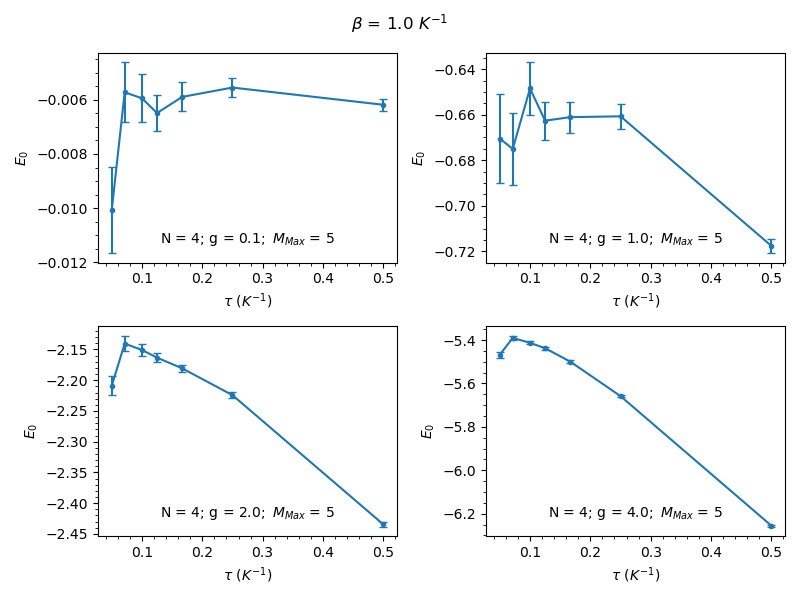 β = 1.0 K⁻¹
−0.006
−0.008
−0.010
−0.012
E₀
N = 4; g = 0.1; M_Max = 5
0.1 0.2 0.3 0.4 0.5
τ (K⁻¹)
−0.64
−0.66
−0.68
−0.70
−0.72
E₀
N = 4; g = 1.0; M_Max = 5
0.1 0.2 0.3 0.4 0.5
τ (K⁻¹)
−2.15
−2.20
−2.25
−2.30
−2.35
−2.40
−2.45
E₀
N = 4; g = 2.0; M_Max = 5
0.1 0.2 0.3 0.4 0.5
τ (K⁻¹)
−5.4
−5.6
−5.8
−6.0
−6.2
E₀
N = 4; g = 4.0; M_Max = 5
0.1 0.2 0.3 0.4 0.5
τ (K⁻¹)